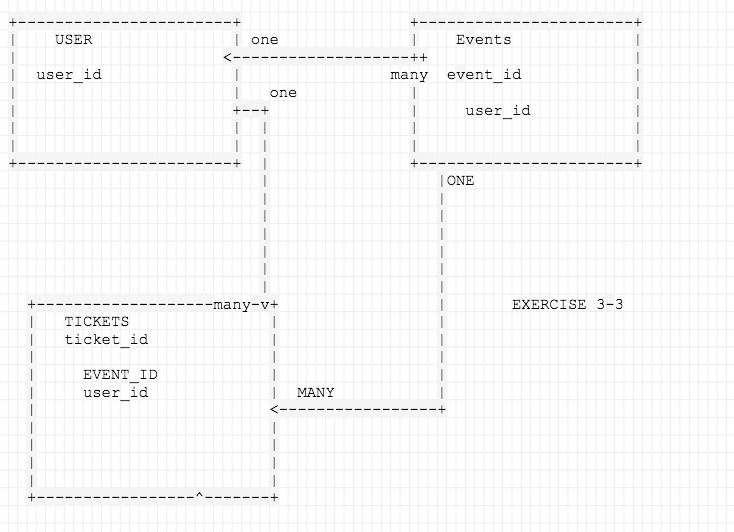 USER
one
Events
many
user_id
event_id
one
user_id
ONE
many
EXERCISE 3-3
TICKETS
ticket_id
EVENT_ID
user_id
MANY